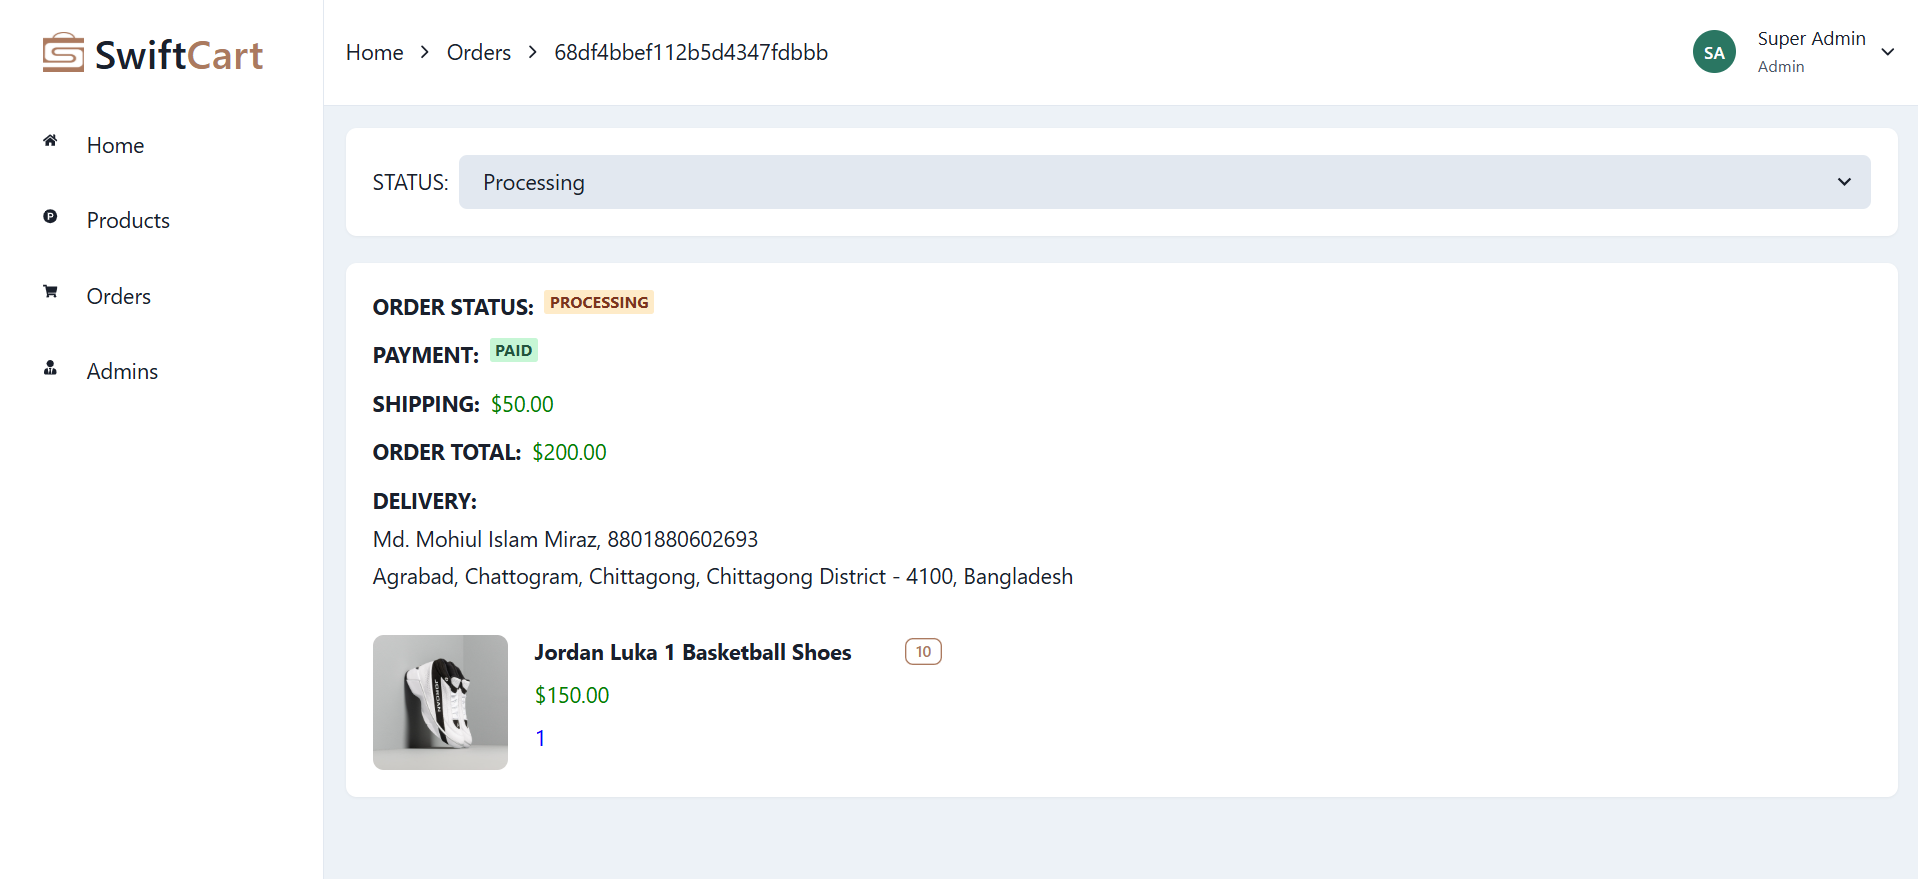 SwiftCart
Home
Products
Orders
Admins
Home > Orders > 68df4bbef112b5d4347fdbbb
SA
Super Admin
Admin
STATUS: Processing
ORDER STATUS: PROCESSING
PAYMENT: PAID
SHIPPING: $50.00
ORDER TOTAL: $200.00
DELIVERY:
Md. Mohiul Islam Miraz, 8801880602693
Agrabad, Chattogram, Chittagong, Chittagong District - 4100, Bangladesh
Jordan Luka 1 Basketball Shoes 10
$150.00
1
JORDAN